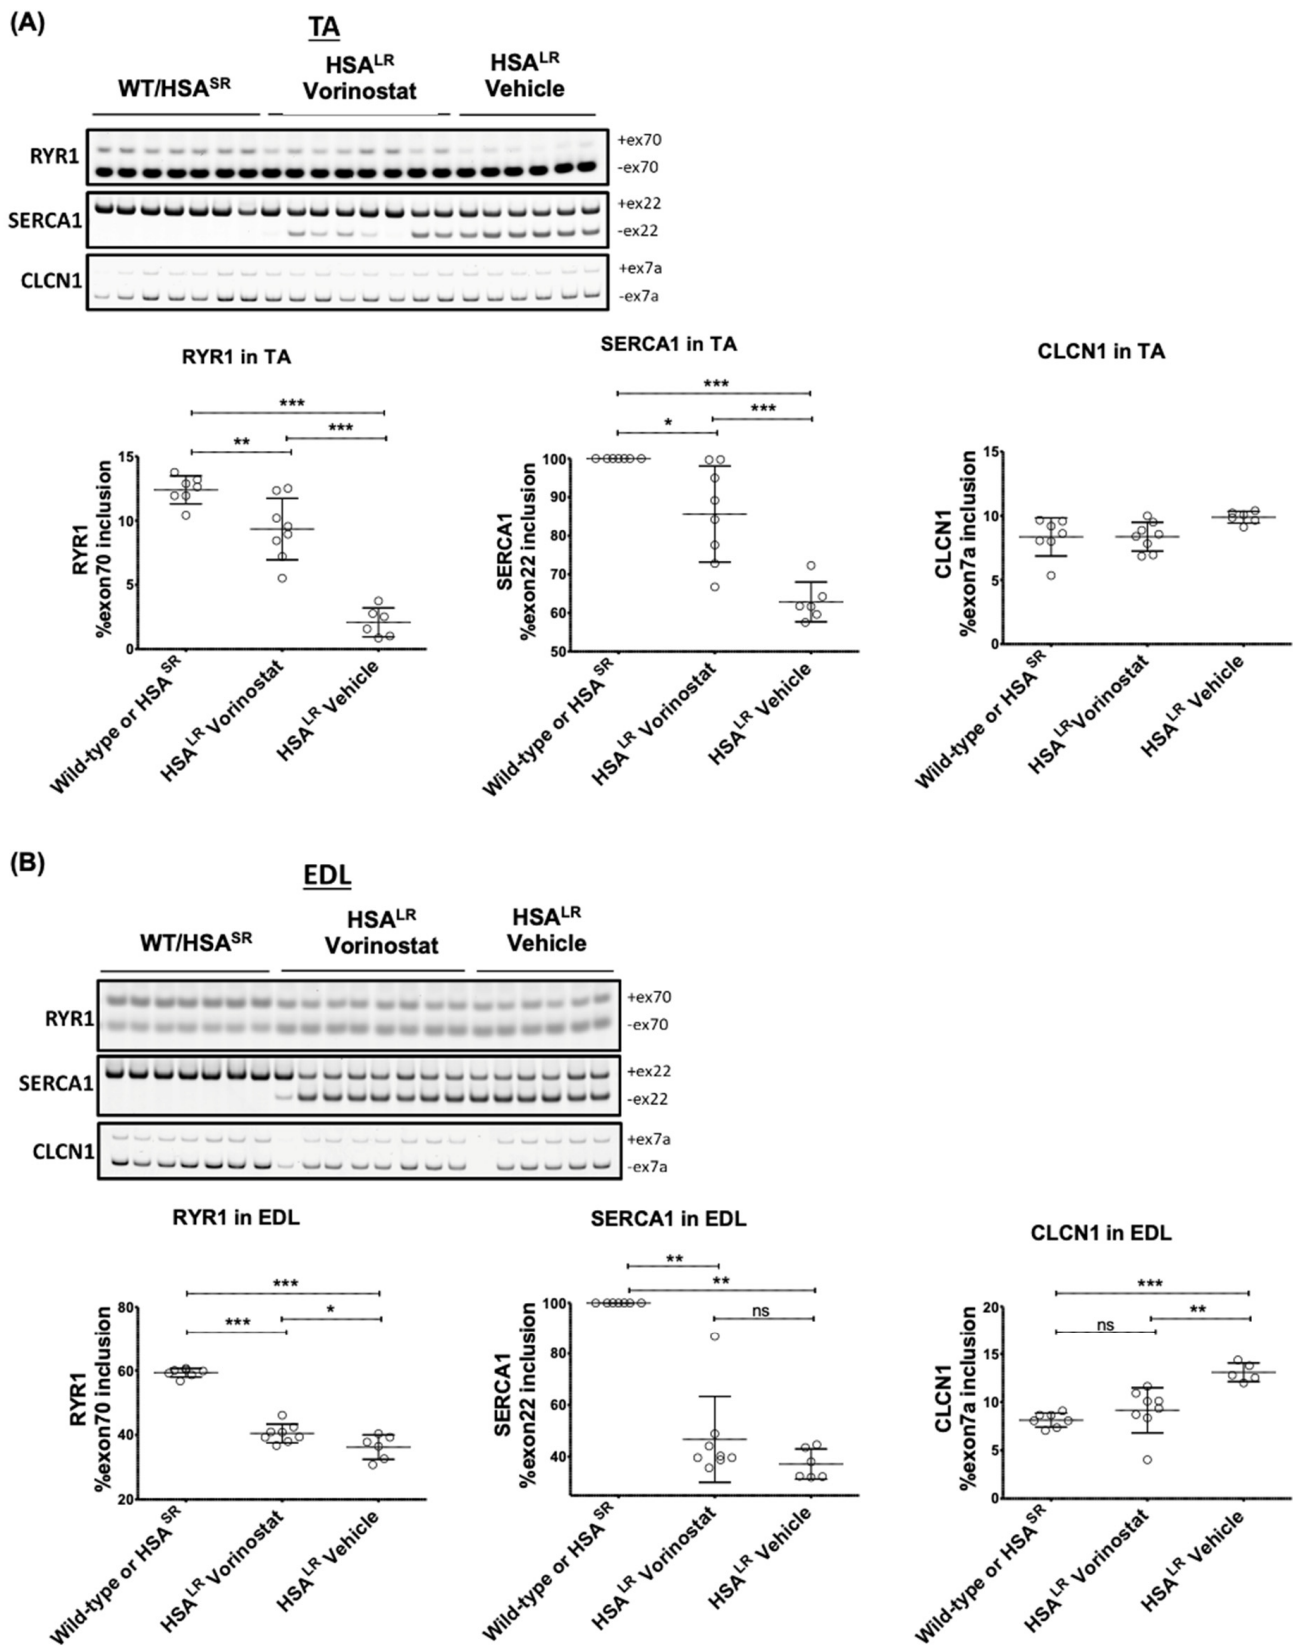 (A)
TA
WT/HSA^SR
HSA^LR
Vorinostat
HSA^LR
Vehicle
RYR1
+ex70
-ex70
SERCA1
+ex22
-ex22
CLCN1
+ex7a
-ex7a
RYR1 in TA
***
**
***
RYR1
%exon70 inclusion
15
10
5
0
Wild-type or HSA^SR
HSA^LR Vorinostat
HSA^LR Vehicle
SERCA1 in TA
***
*
***
SERCA1
%exon22 inclusion
100
90
80
70
60
50
Wild-type or HSA^SR
HSA^LR Vorinostat
HSA^LR Vehicle
CLCN1 in TA
CLCN1
%exon7a inclusion
15
10
5
0
Wild-type or HSA^SR
HSA^LR Vorinostat
HSA^LR Vehicle
(B)
EDL
WT/HSA^SR
HSA^LR
Vorinostat
HSA^LR
Vehicle
RYR1
+ex70
-ex70
SERCA1
+ex22
-ex22
CLCN1
+ex7a
-ex7a
RYR1 in EDL
***
***
*
RYR1
%exon70 inclusion
80
60
40
20
Wild-type or HSA^SR
HSA^LR Vorinostat
HSA^LR Vehicle
SERCA1 in EDL
**
**
ns
SERCA1
%exon22 inclusion
100
80
60
40
Wild-type or HSA^SR
HSA^LR Vorinostat
HSA^LR Vehicle
CLCN1 in EDL
***
ns
**
CLCN1
%exon7a inclusion
20
15
10
5
0
Wild-type or HSA^SR
HSA^LR Vorinostat
HSA^LR Vehicle